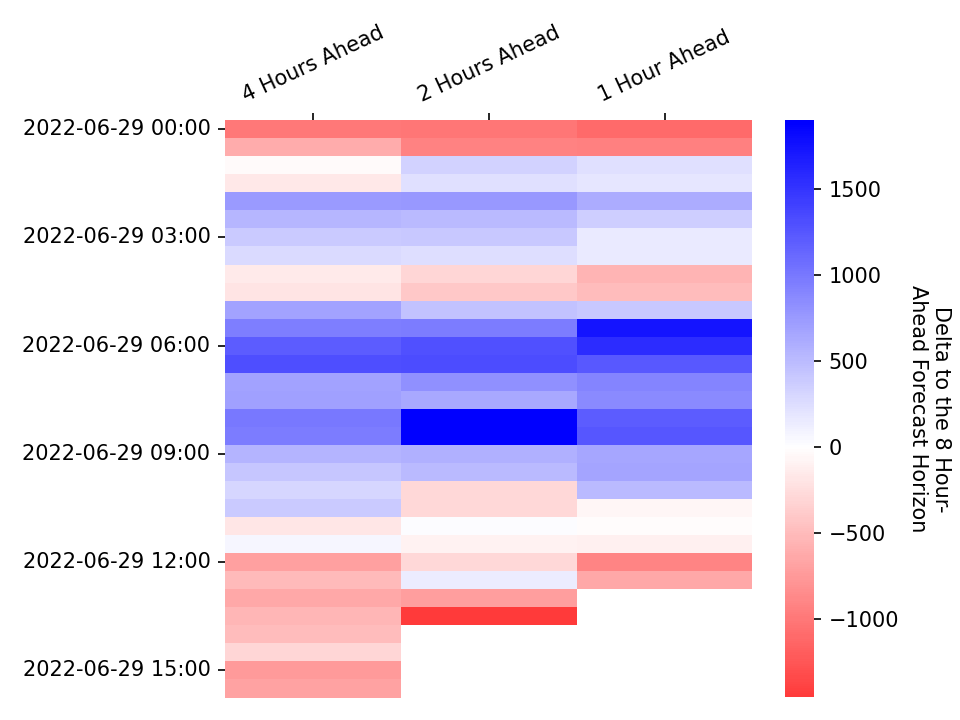 4 Hours Ahead
2 Hours Ahead
1 Hour Ahead
2022-06-29 00:00
2022-06-29 03:00
2022-06-29 06:00
2022-06-29 09:00
2022-06-29 12:00
2022-06-29 15:00
1500
1000
500
0
−500
−1000
Delta to the 8 Hour-
Ahead Forecast Horizon